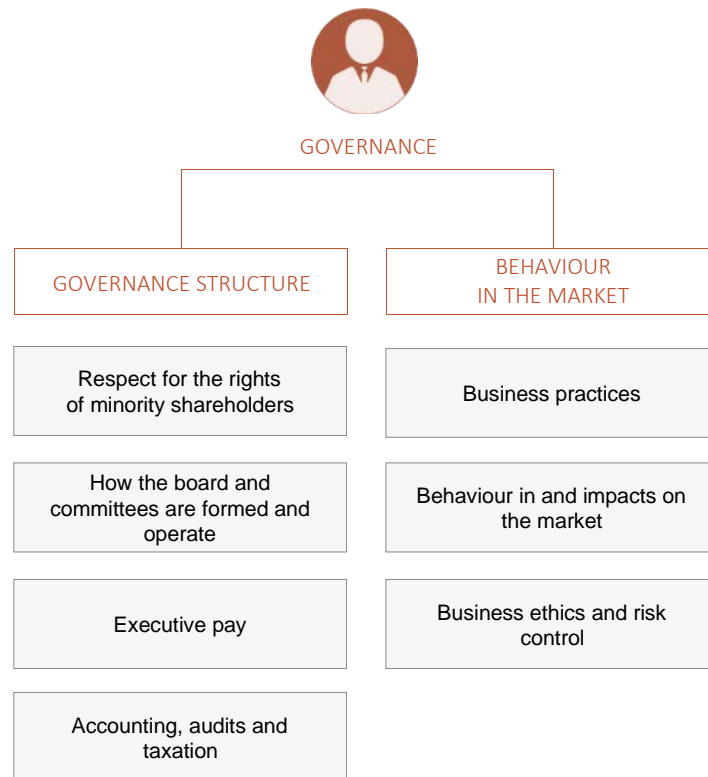 GOVERNANCE
GOVERNANCE STRUCTURE
Respect for the rights
of minority shareholders
How the board and
committees are formed and
operate
Executive pay
Accounting, audits and
taxation
BEHAVIOUR
IN THE MARKET
Business practices
Behaviour in and impacts on
the market
Business ethics and risk
control